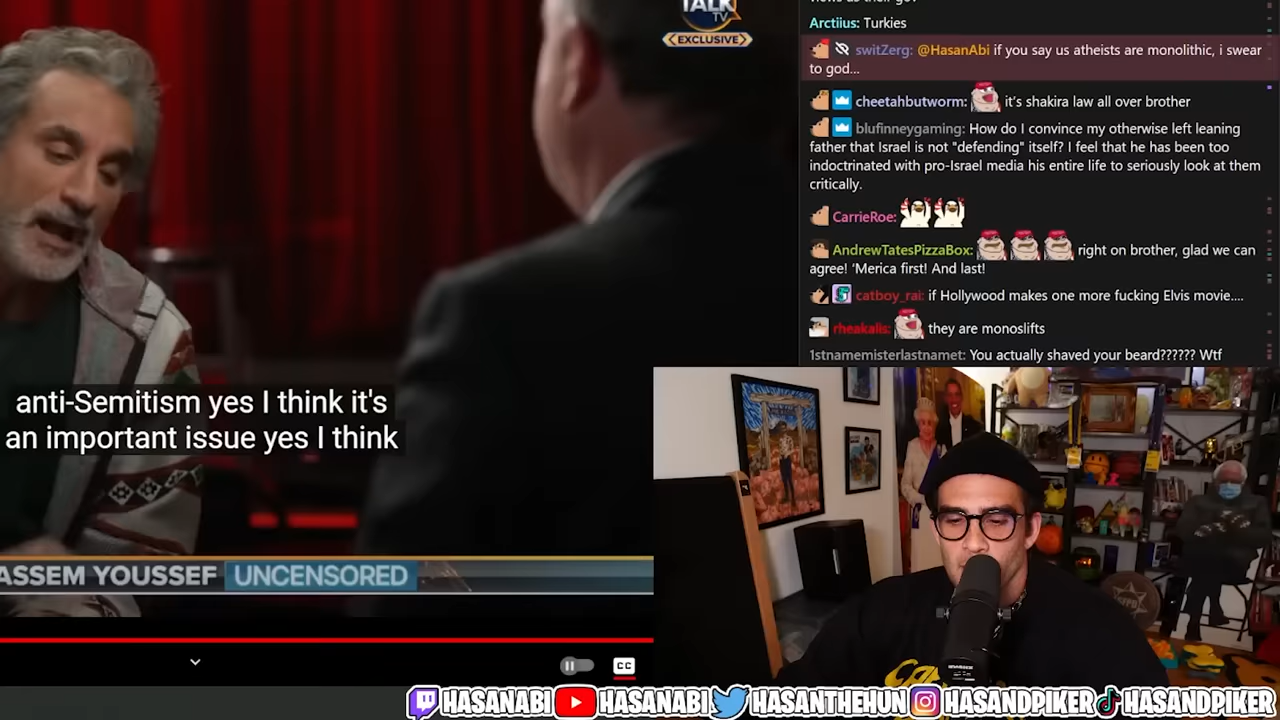 TALK
TV
EXCLUSIVE
Arctiius: Turkies
switZerg: @HasanAbi if you say us atheists are monolithic, i swear
to god...
cheetahbutworm: it's shakira law all over brother
blufinneygaming: How do I convince my otherwise left leaning
father that Israel is not "defending" itself? I feel that he has been too
indoctrinated with pro-Israel media his entire life to seriously look at them
critically.
CarrieRoe:
AndrewTatesPizzaBox: right on brother, glad we can
agree! 'Merica first! And last!
catboy_rai: if Hollywood makes one more fucking Elvis movie....
rheakalis: they are monoslifts
1stnamemisterlastnamet: You actually shaved your beard?????? Wtf
anti-Semitism yes I think it's
an important issue yes I think
ASSEM YOUSSEF UNCENSORED
CC
HASANABI HASANABI HASANTHEHUN HASANDPIKER HASANDPIKER